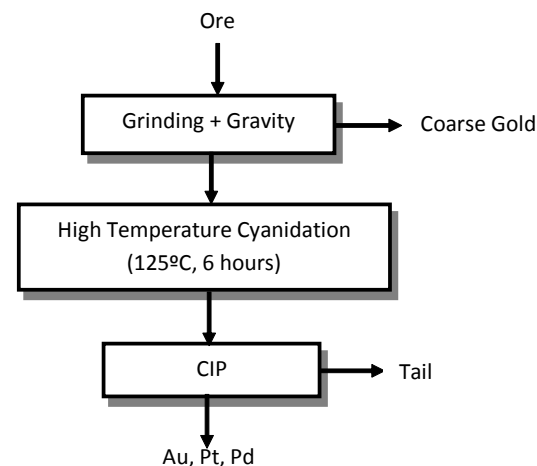 Ore
Grinding + Gravity
Coarse Gold
High Temperature Cyanidation
(125ºC, 6 hours)
CIP
Tail
Au, Pt, Pd